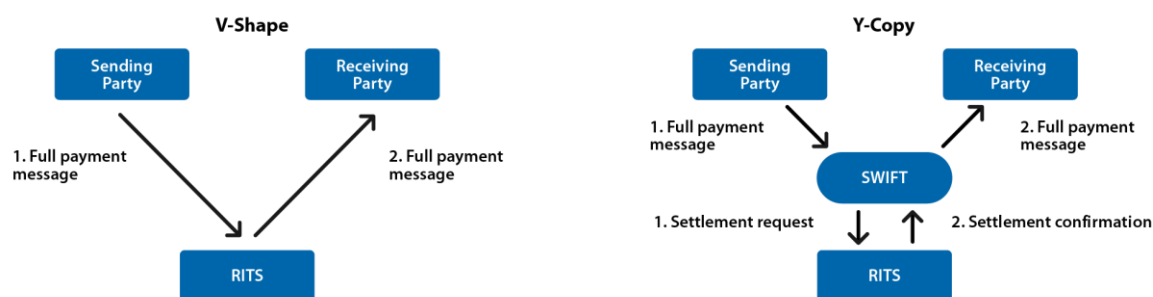 V-Shape
Sending
Party
Receiving
Party
1. Full payment
message
2. Full payment
message
RITS
Y-Copy
Sending
Party
Receiving
Party
1. Full payment
message
2. Full payment
message
SWIFT
1. Settlement request
2. Settlement confirmation
RITS